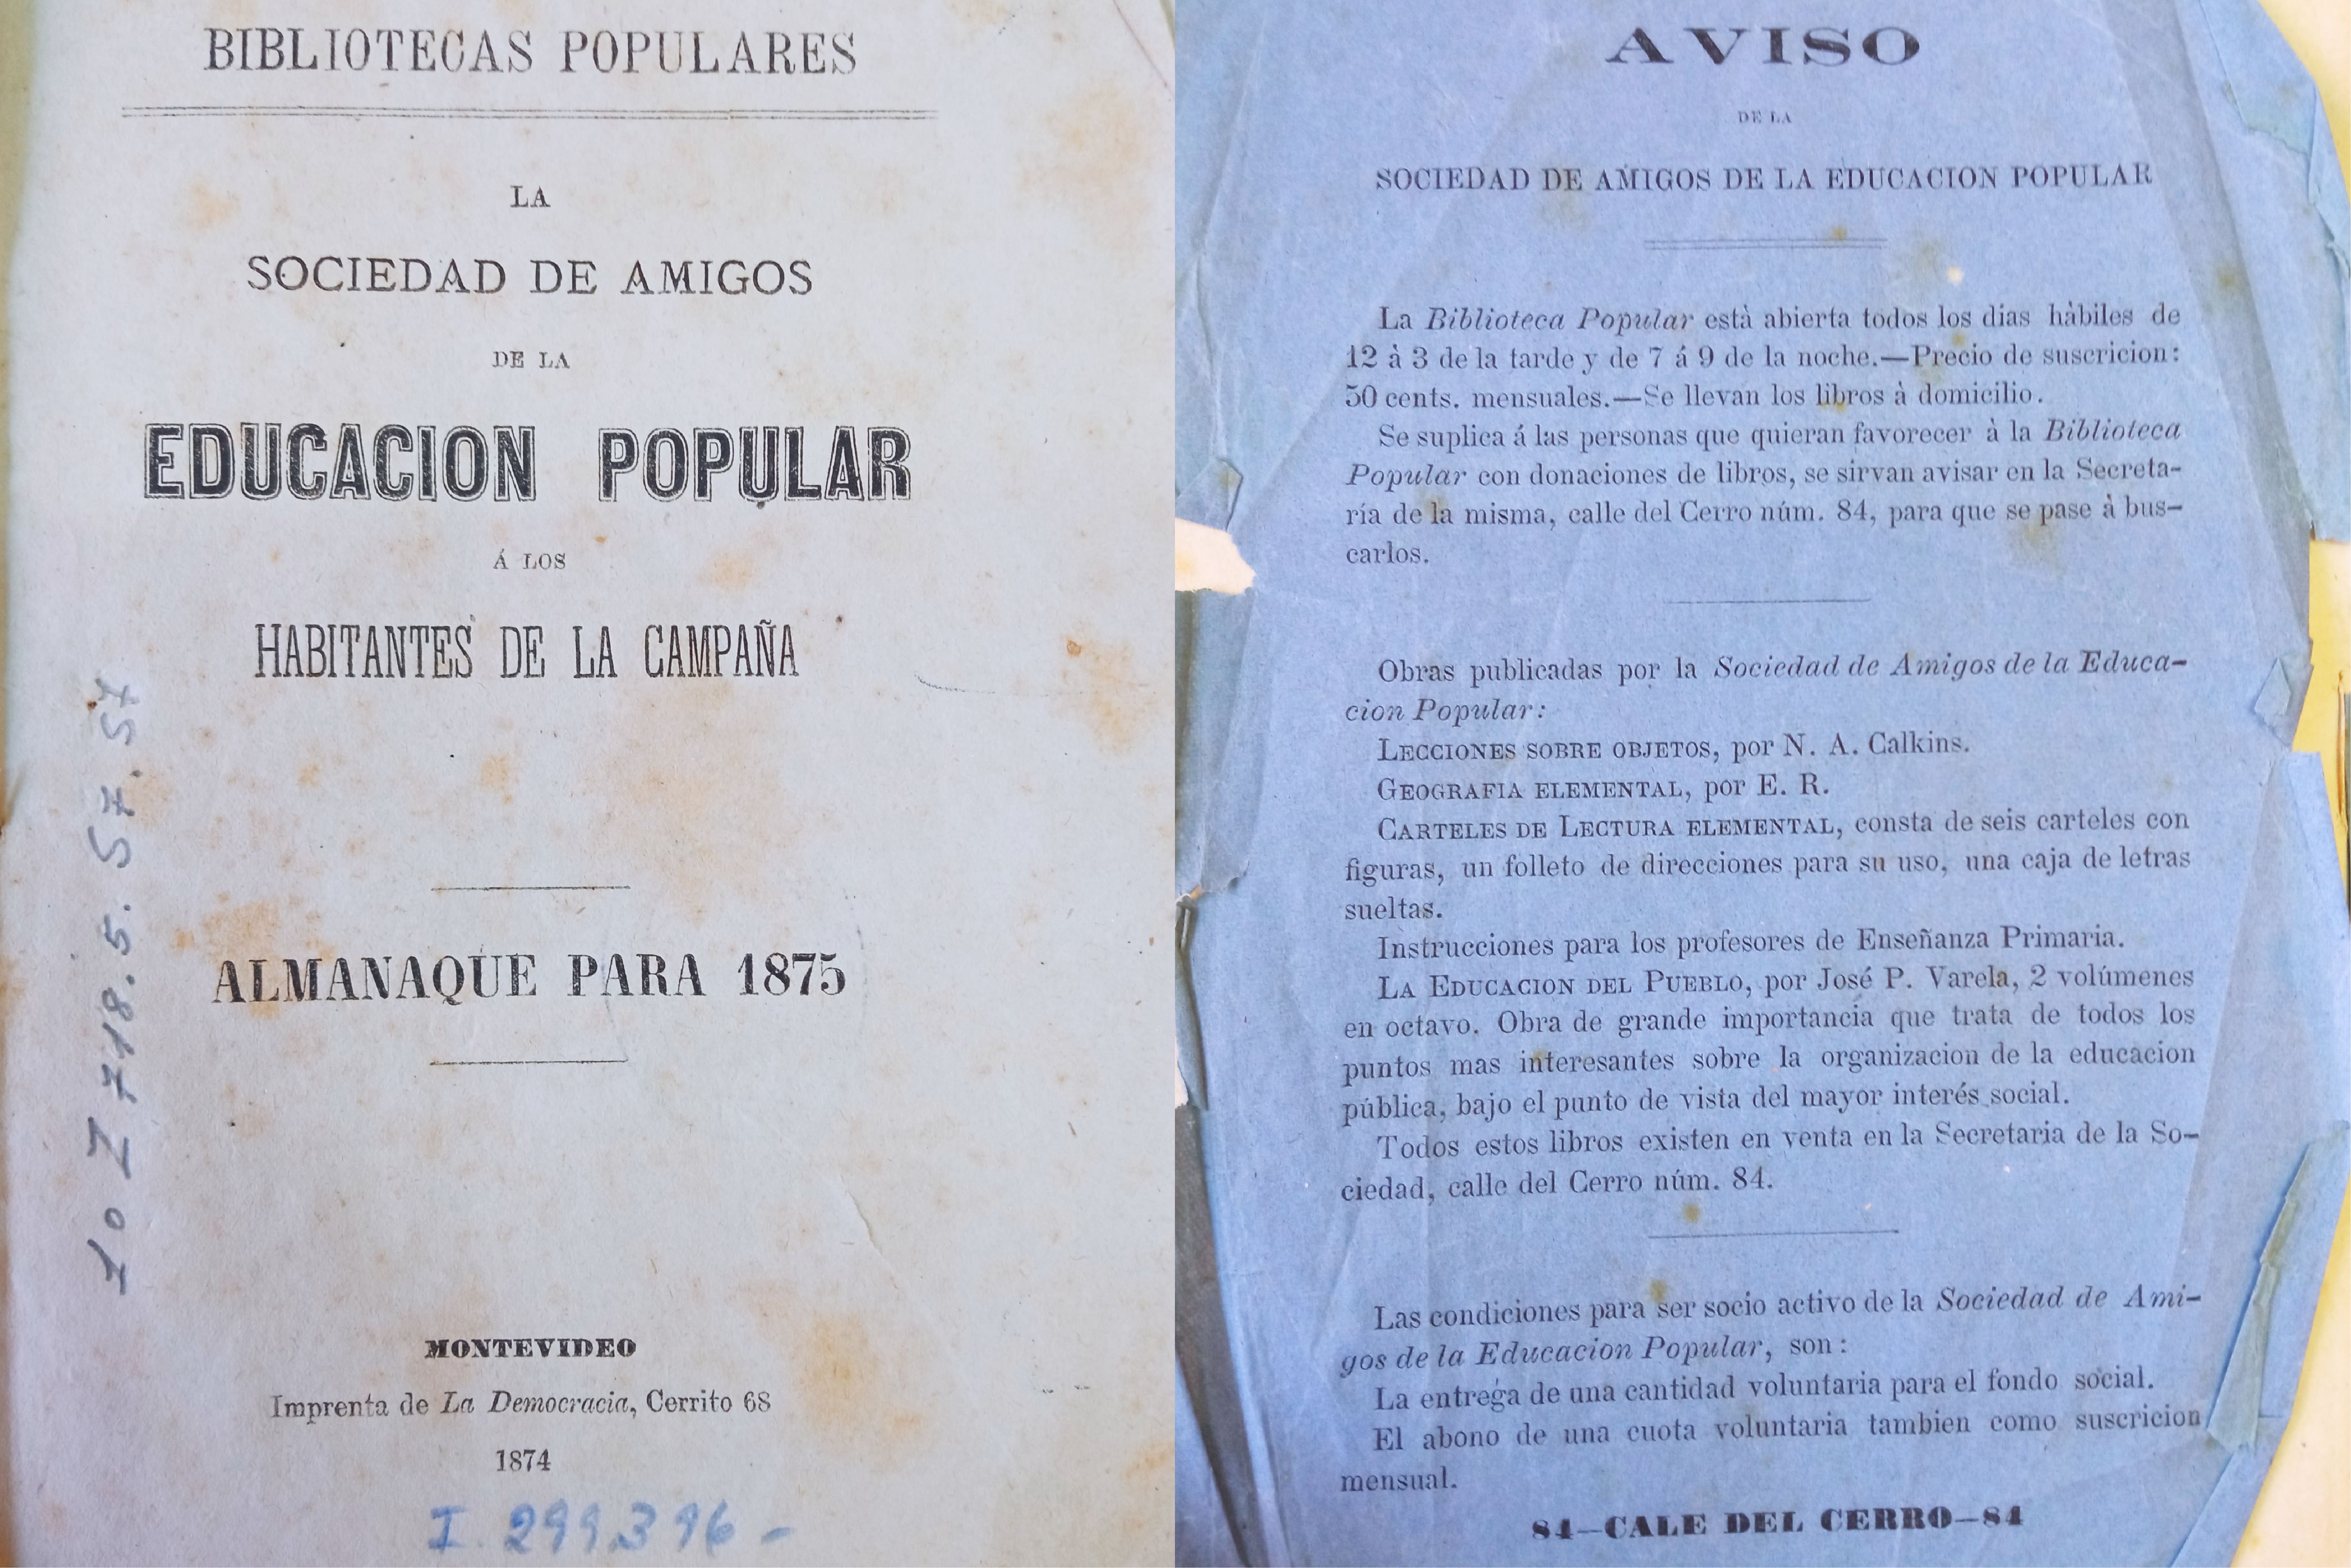 BIBLIOTECAS POPULARES
LA
SOCIEDAD DE AMIGOS
DE LA
EDUCACION POPULAR
Á LOS
HABITANTES DE LA CAMPAÑA
ALMANAQUE PARA 1875
MONTEVIDEO
Imprenta de La Democracia, Cerrito 68
1874
I. 299.396 -
10 Z 718.5. S7. S7
AVISO
DE LA
SOCIEDAD DE AMIGOS DE LA EDUCACION POPULAR
La Biblioteca Popular està abierta todos los dias hàbiles de
12 à 3 de la tarde y de 7 á 9 de la noche.—Precio de suscricion:
50 cents. mensuales.—Se llevan los libros à domicilio.
Se suplica á las personas que quieran favorecer à la Biblioteca
Popular con donaciones de libros, se sirvan avisar en la Secreta-
ría de la misma, calle del Cerro núm. 84, para que se pase à bus-
carlos.
Obras publicadas por la Sociedad de Amigos de la Educa-
cion Popular:
LECCIONES SOBRE OBJETOS, por N. A. Calkins.
GEOGRAFIA ELEMENTAL, por E. R.
CARTELES DE LECTURA ELEMENTAL, consta de seis carteles con
figuras, un folleto de direcciones para su uso, una caja de letras
sueltas.
Instrucciones para los profesores de Enseñanza Primaria.
LA EDUCACION DEL PUEBLO, por José P. Varela, 2 volúmenes
en octavo. Obra de grande importancia que trata de todos los
puntos mas interesantes sobre la organizacion de la educacion
pública, bajo el punto de vista del mayor interés social.
Todos estos libros existen en venta en la Secretaria de la So-
ciedad, calle del Cerro núm. 84.
Las condiciones para ser socio activo de la Sociedad de Ami-
gos de la Educacion Popular, son:
La entrega de una cantidad voluntaria para el fondo social.
El abono de una cuota voluntaria tambien como suscricion
mensual.
84—CALE DEL CERRO—84